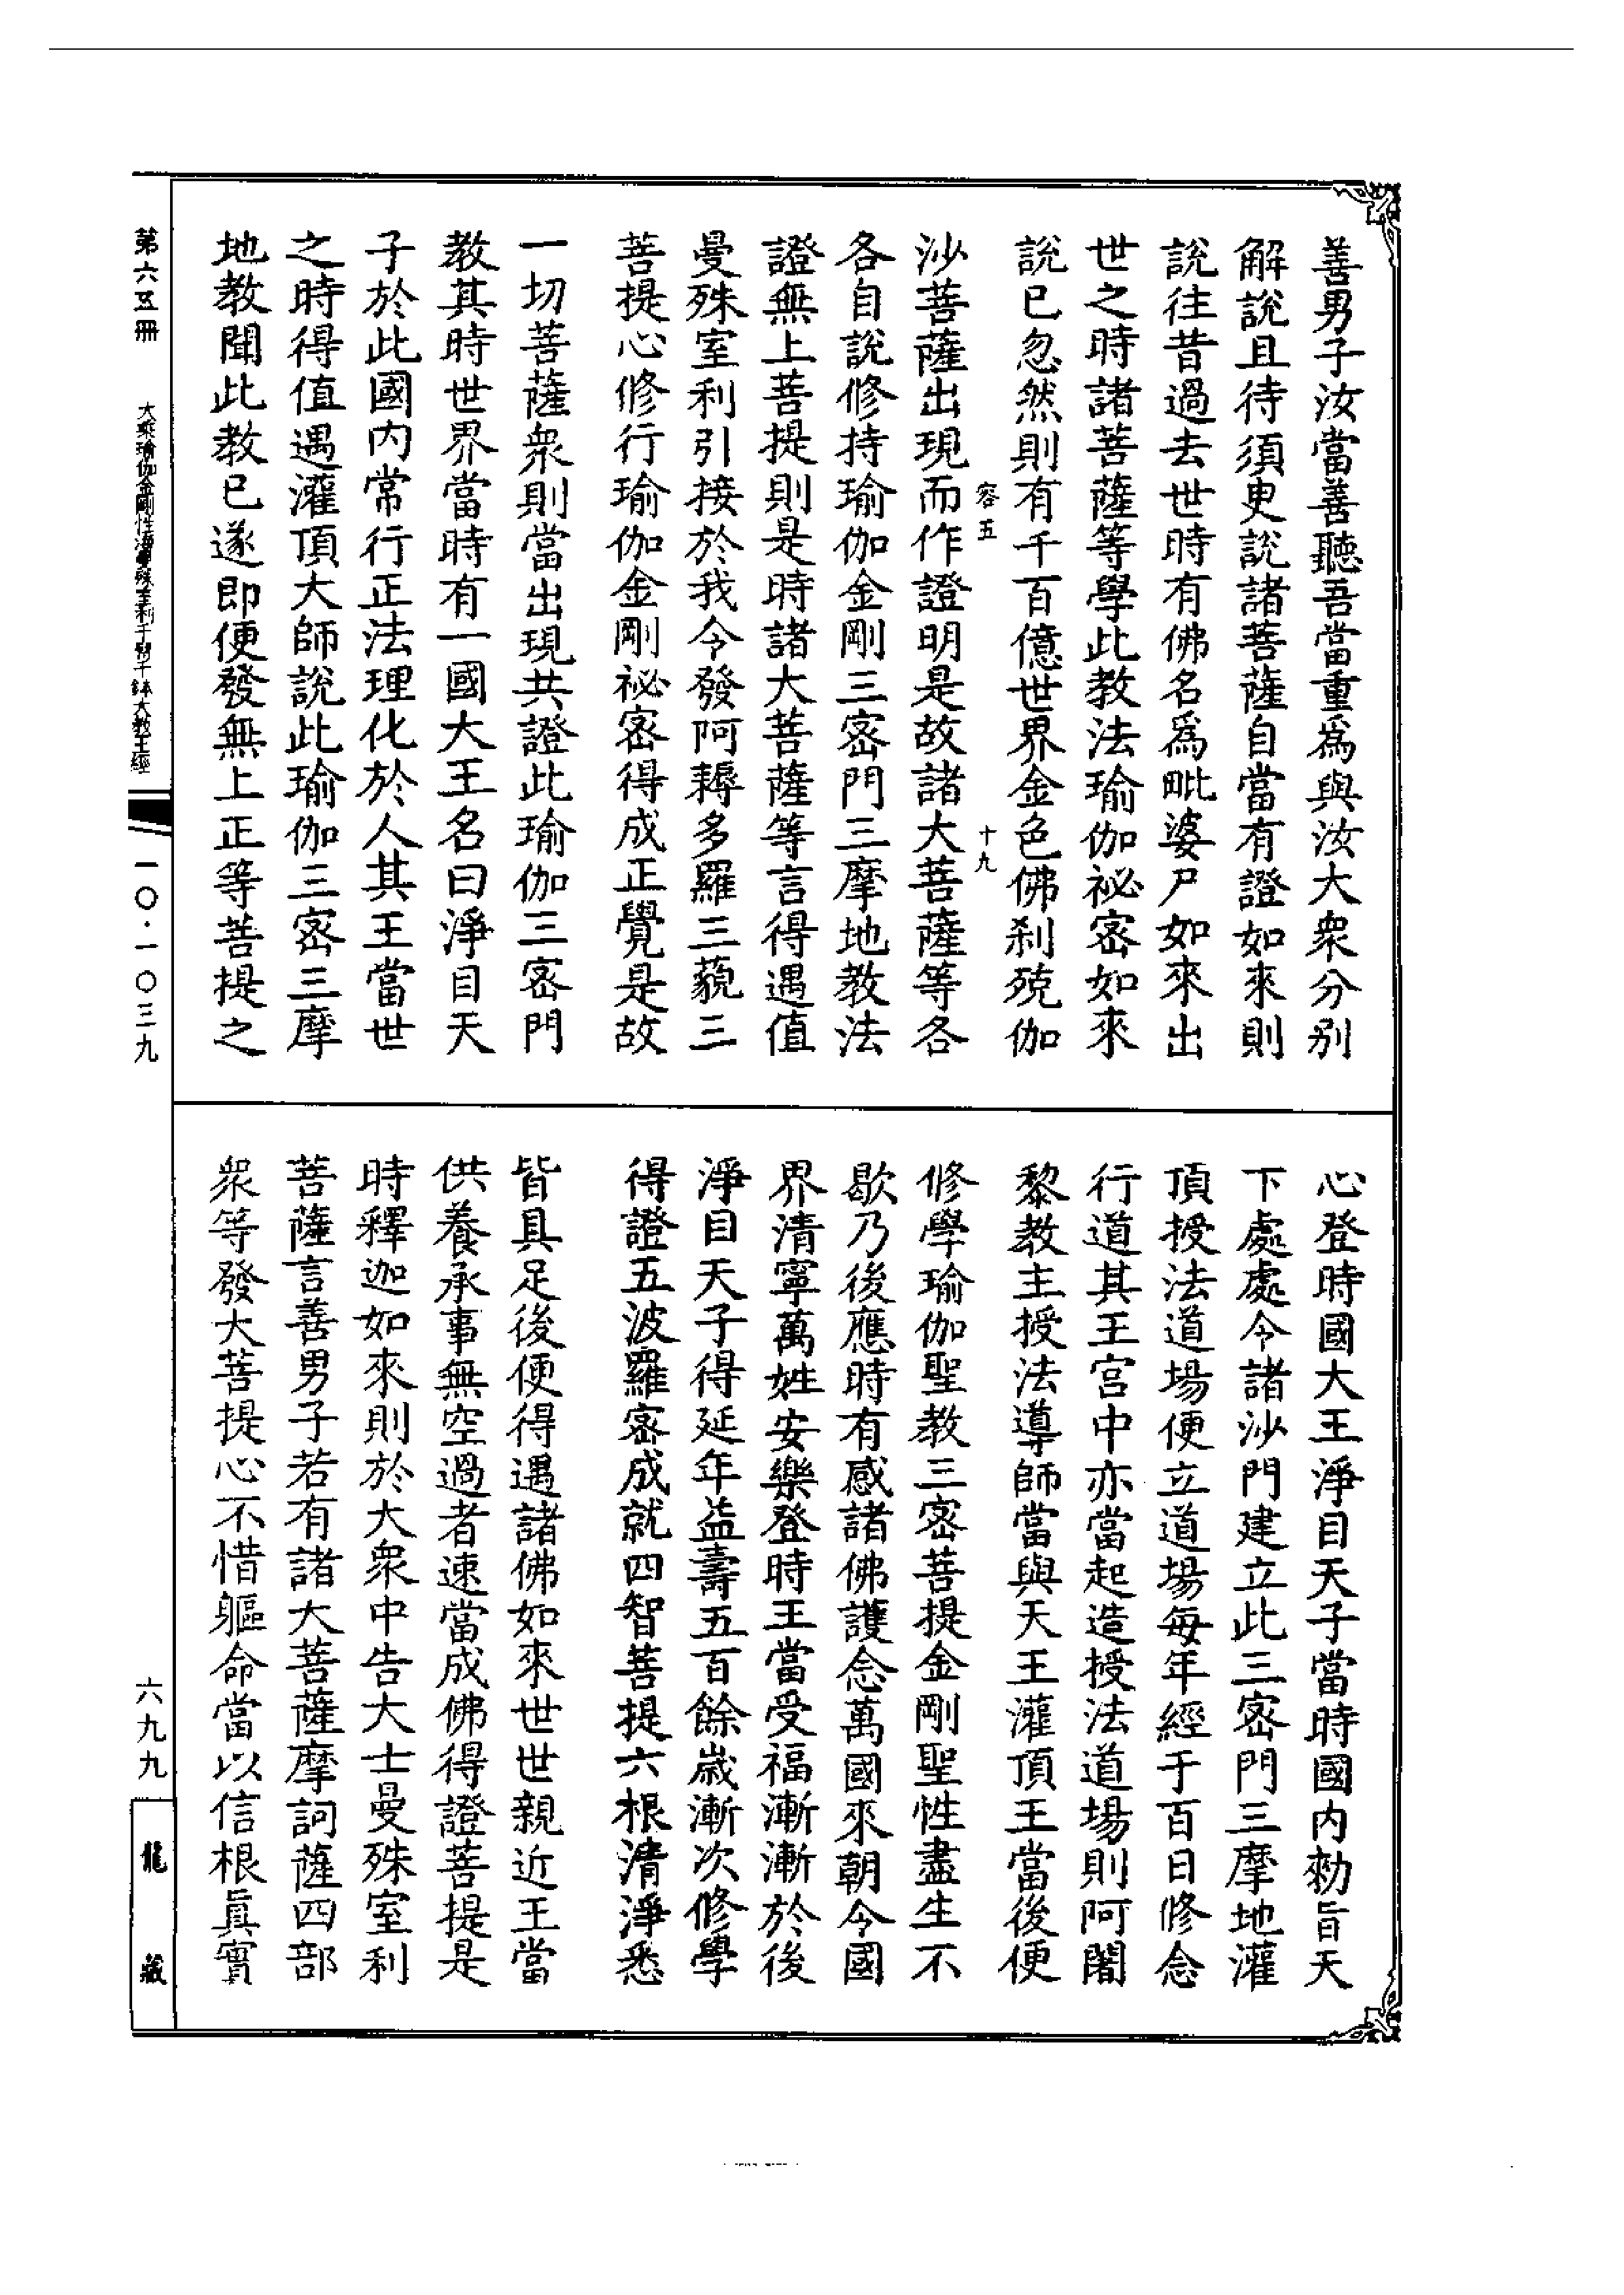 善男子汝當善聽吾當重爲與汝大衆分别
解說且待須臾說諸菩薩自當有證如來則
說往昔過去世時有佛名爲毗婆尸如來出
世之時諸菩薩等學此教法瑜伽祕密如來
說已忽然則有千百億世界金色佛刹殑伽
容五 十九
沙菩薩出現而作證明是故諸大菩薩等各
各自說修持瑜伽金剛三密門三摩地教法
證無上菩提則是時諸大菩薩等言得遇值
曼殊室利引接於我令發阿耨多羅三藐三
菩提心修行瑜伽金剛祕密得成正覺是故
一切菩薩衆則當出現共證此瑜伽三密門
教其時世界當時有一國大王名曰淨目天
子於此國内常行正法理化於人其王當世
之時得值遇灌頂大師說此瑜伽三密三摩
地教聞此教已遂即便發無上正等菩提之
心登時國大王淨目天子當時國内勑旨天
下處處令諸沙門建立此三密門三摩地灌
頂授法道場便立道場每年經于百日修念
行道其王宫中亦當起造授法道場則阿闍
黎教主授法導師當與天王灌頂王當後便
修學瑜伽聖教三密菩提金剛聖性盡生不
歇乃後應時有感諸佛護念萬國來朝令國
界清寧萬姓安樂登時王當受福漸漸於後
淨目天子得延年益壽五百餘歲漸次修學
得證五波羅密成就四智菩提六根清淨悉
皆具足後便得遇諸佛如來世世親近王當
供養承事無空過者速當成佛得證菩提是
時釋迦如來則於大衆中告大士曼殊室利
菩薩言善男子若有諸大菩薩摩訶薩四部
衆等發大菩提心不惜軀命當以信根眞實
第六五冊
大乘瑜伽金剛性海曼殊室利千臂千鉢大教王經
一〇·一〇三九
六九九
龍藏